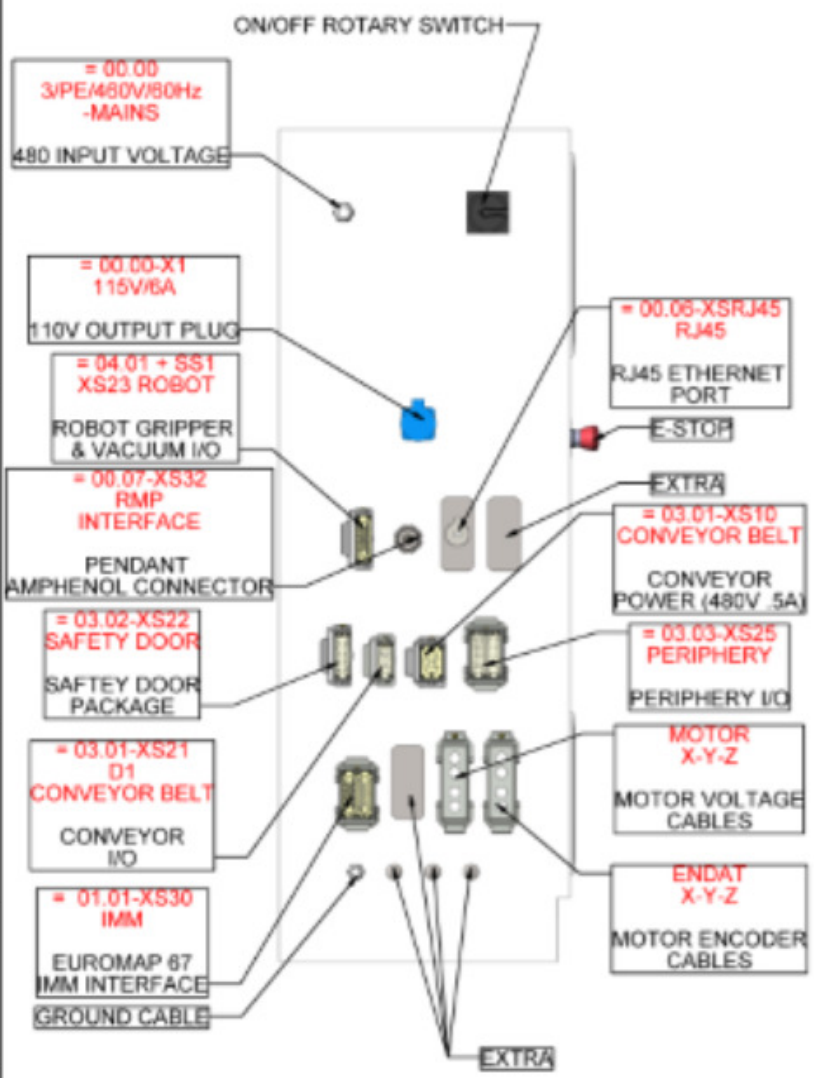 ON/OFF ROTARY SWITCH
= 00.00
3/PE/460V/60Hz
-MAINS
480 INPUT VOLTAGE
= 00.00-X1
115V/6A
110V OUTPUT PLUG
= 04.01 + SS1
XS23 ROBOT
ROBOT GRIPPER
& VACUUM I/O
= 00.07-XS32
RMP
INTERFACE
PENDANT
AMPHENOL CONNECTOR
= 03.02-XS22
SAFETY DOOR
SAFTEY DOOR
PACKAGE
= 03.01-XS21
D1
CONVEYOR BELT
CONVEYOR
I/O
= 01.01-XS30
IMM
EUROMAP 67
IMM INTERFACE
GROUND CABLE
= 00.06-XSRJ45
RJ45
RJ45 ETHERNET
PORT
E-STOP
EXTRA
= 03.01-XS10
CONVEYOR BELT
CONVEYOR
POWER (480V .5A)
= 03.03-XS25
PERIPHERY
PERIPHERY I/O
MOTOR
X-Y-Z
MOTOR VOLTAGE
CABLES
ENDAT
X-Y-Z
MOTOR ENCODER
CABLES
EXTRA